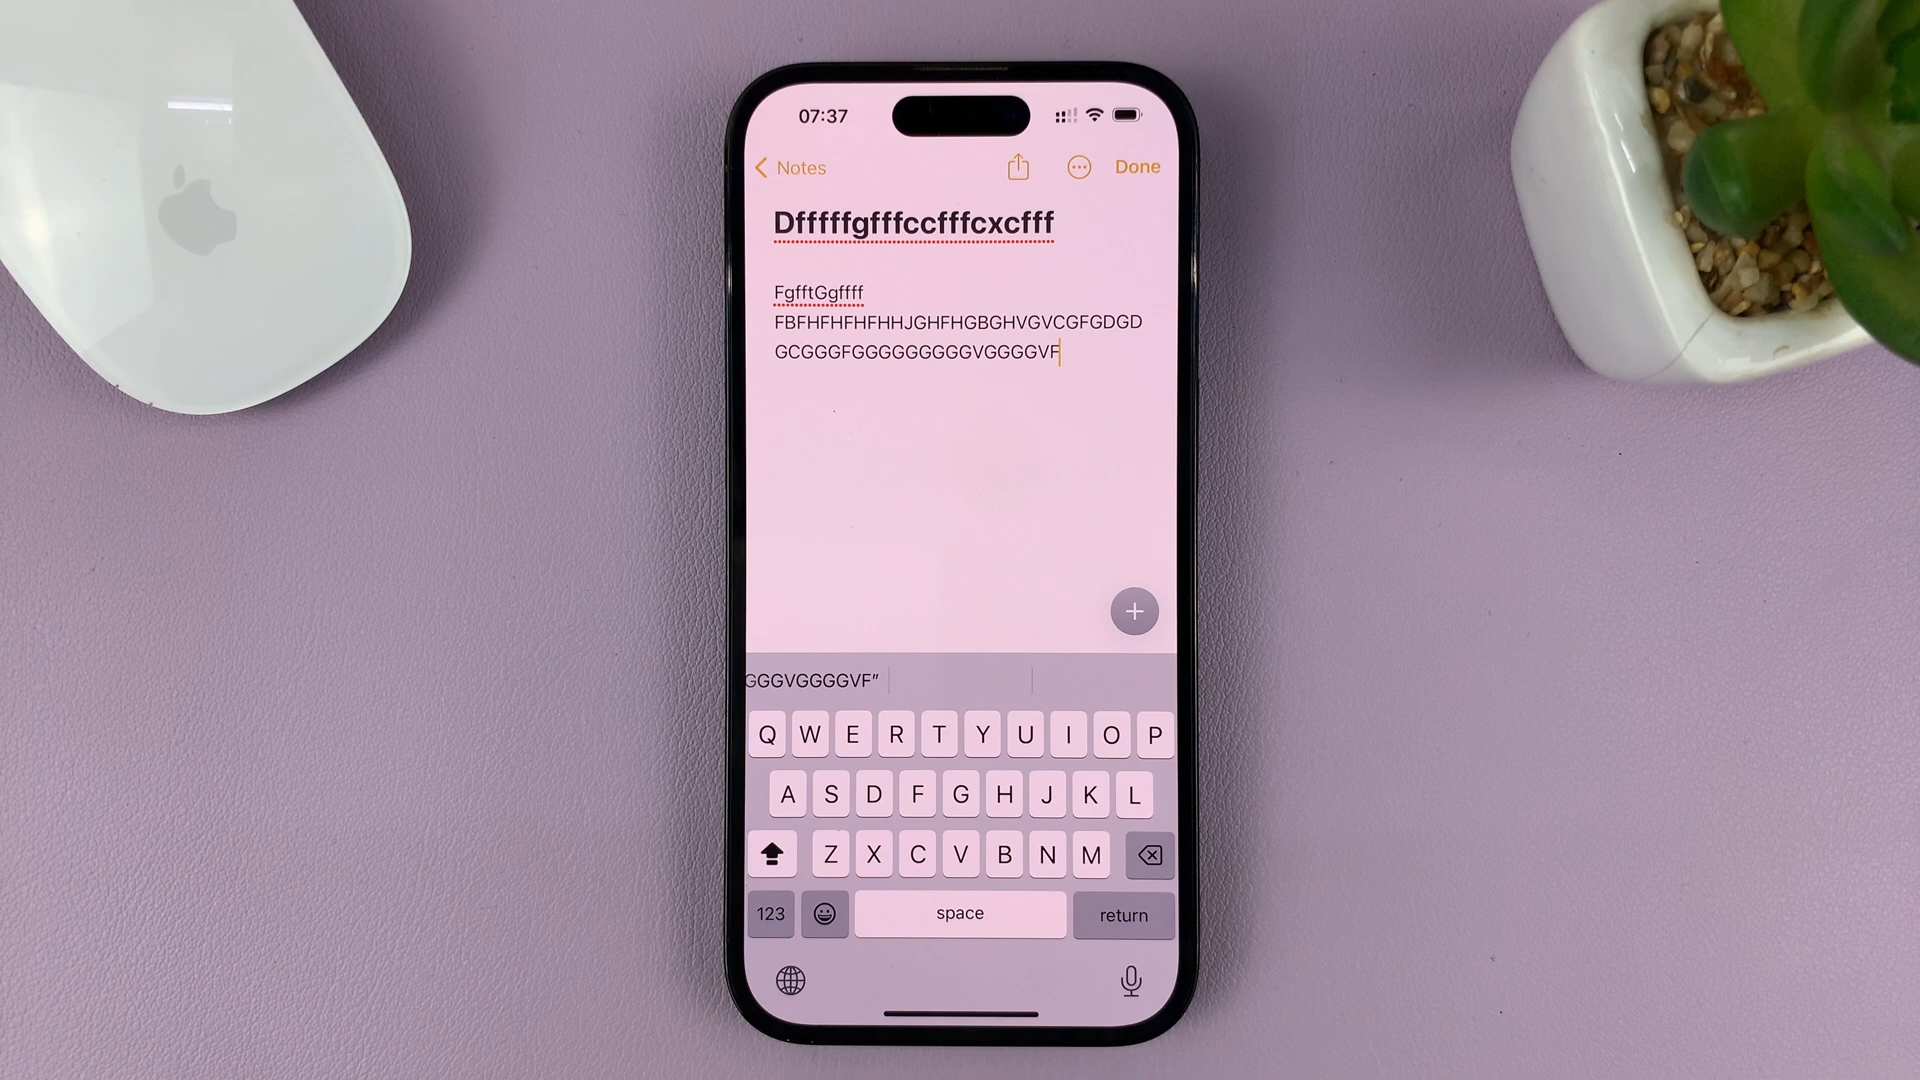 07:37
Notes
Done
Dfffffgfffccfffcxcfff
FgfftGgffff
FBFHFHFHFHHJGHFHGBGHVGVCGFGDGD
GCGGGFGGGGGGGGGVGGGGVF
GGGVGGGGVF"
Q W E R T Y U I O P
A S D F G H J K L
Z X C V B N M
123 space return